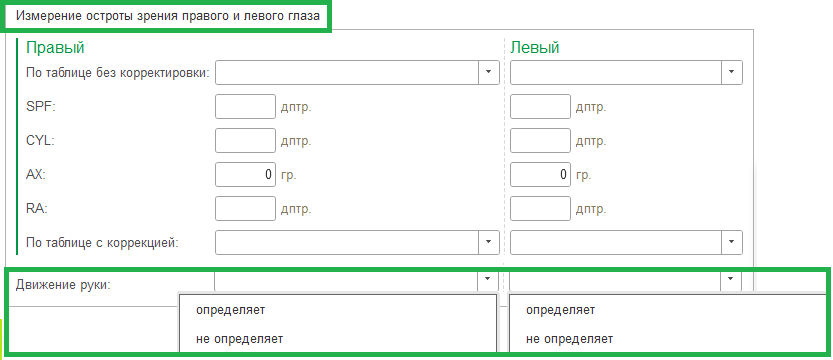 Измерение остроты зрения правого и левого глаза
Правый Левый
По таблице без корректировки:
SPF: дптр. дптр.
CYL: дптр. дптр.
AX: 0 гр. 0 гр.
RA: дптр. дптр.
По таблице с коррекцией:
Движение руки:
определяет определяет
не определяет не определяет